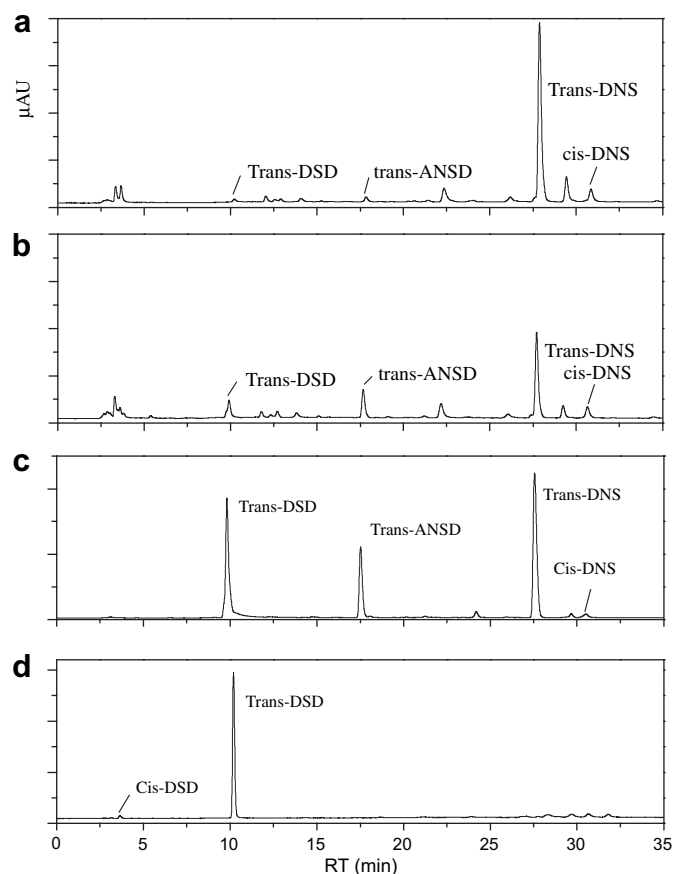 a
µAU
Trans-DNS
Trans-DSD
trans-ANSD
cis-DNS
b
Trans-DSD
trans-ANSD
Trans-DNS
cis-DNS
c
Trans-DSD
Trans-ANSD
Trans-DNS
Cis-DNS
d
Trans-DSD
Cis-DSD
0 5 10 15 20 25 30 35
RT (min)